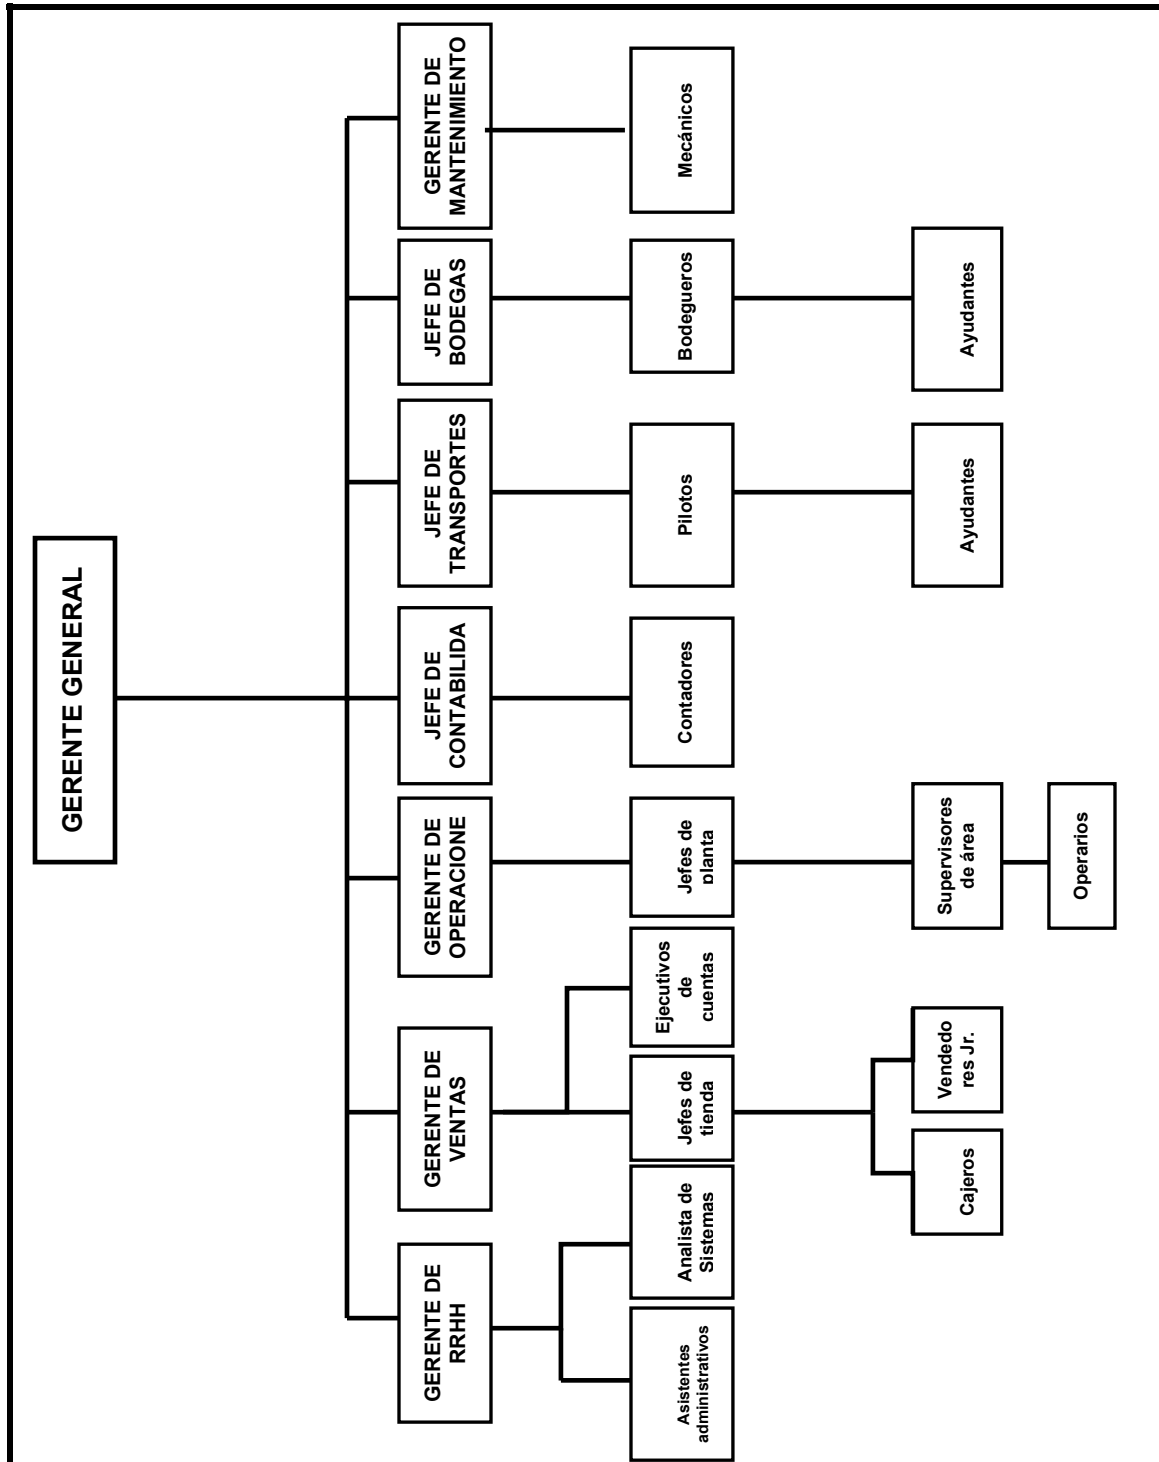 GERENTE GENERAL
GERENTE DE
RRHH
GERENTE DE
VENTAS
GERENTE DE
OPERACIONE
JEFE DE
CONTABILIDA
JEFE DE
TRANSPORTES
JEFE DE
BODEGAS
GERENTE DE
MANTENIMIENTO
Asistentes
administrativos
Analista de
Sistemas
Jefes de
tienda
Ejecutivos
de
cuentas
Jefes de
planta
Contadores
Pilotos
Bodegueros
Mecánicos
Cajeros
Vendedo
res Jr.
Supervisores
de área
Ayudantes
Ayudantes
Operarios